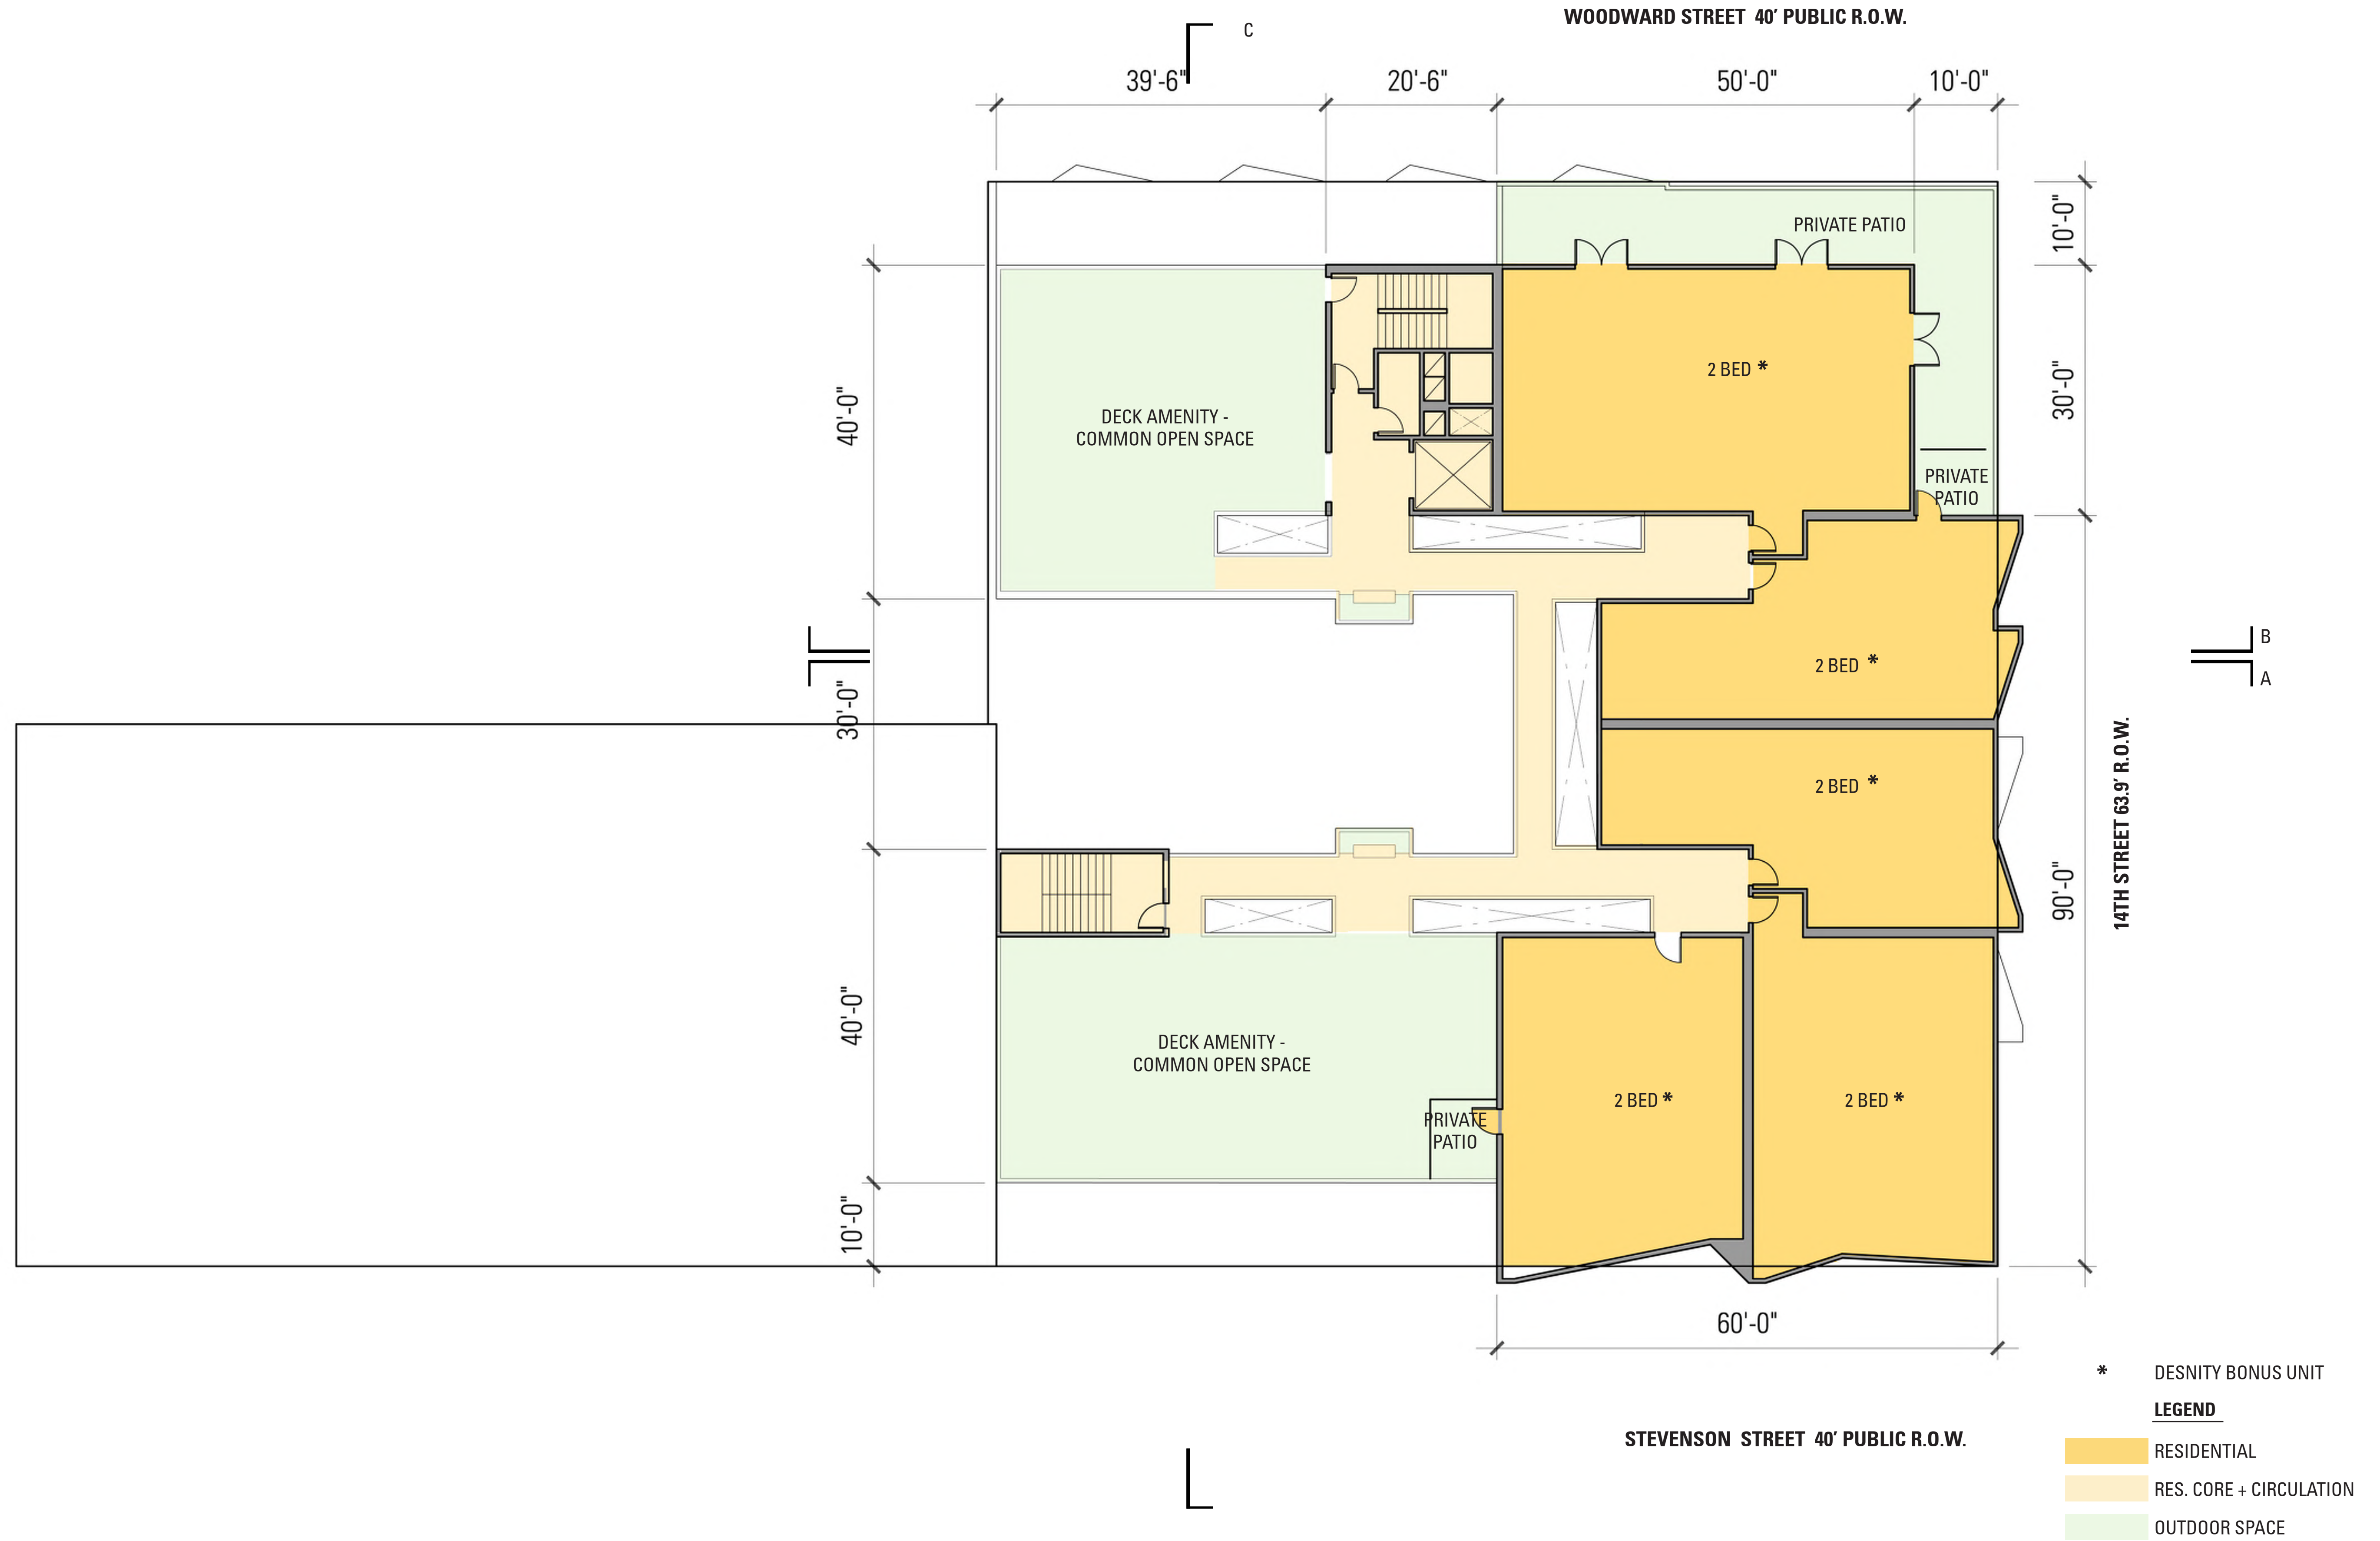 WOODWARD STREET 40' PUBLIC R.O.W.
C
39'-6"
20'-6"
50'-0"
10'-0"
10'-0"
PRIVATE PATIO
40'-0"
DECK AMENITY -
COMMON OPEN SPACE
2 BED *
30'-0"
PRIVATE
PATIO
30'-0"
2 BED *
B
A
2 BED *
14TH STREET 63.9' R.O.W.
90'-0"
40'-0"
DECK AMENITY -
COMMON OPEN SPACE
PRIVATE
PATIO
2 BED *
2 BED *
10'-0"
60'-0"
* DESNITY BONUS UNIT
LEGEND
STEVENSON STREET 40' PUBLIC R.O.W.
RESIDENTIAL
RES. CORE + CIRCULATION
OUTDOOR SPACE